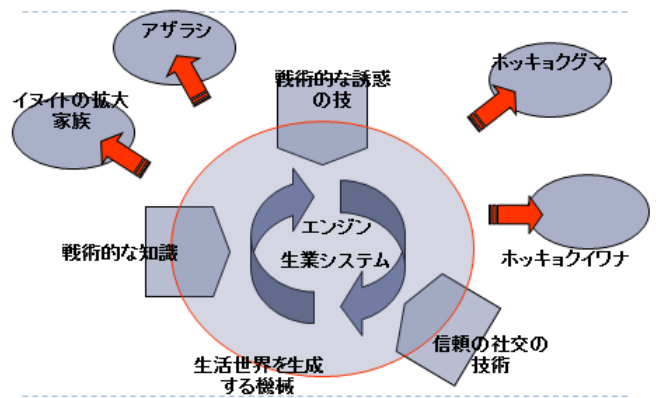 アザラシ
ホッキョクグマ
戦術的な誘惑
の技
イヌイトの拡大
家族
エンジン
生業システム
戦術的な知識
ホッキョクイワナ
信頼の社交の
技術
生活世界を生成
する機械